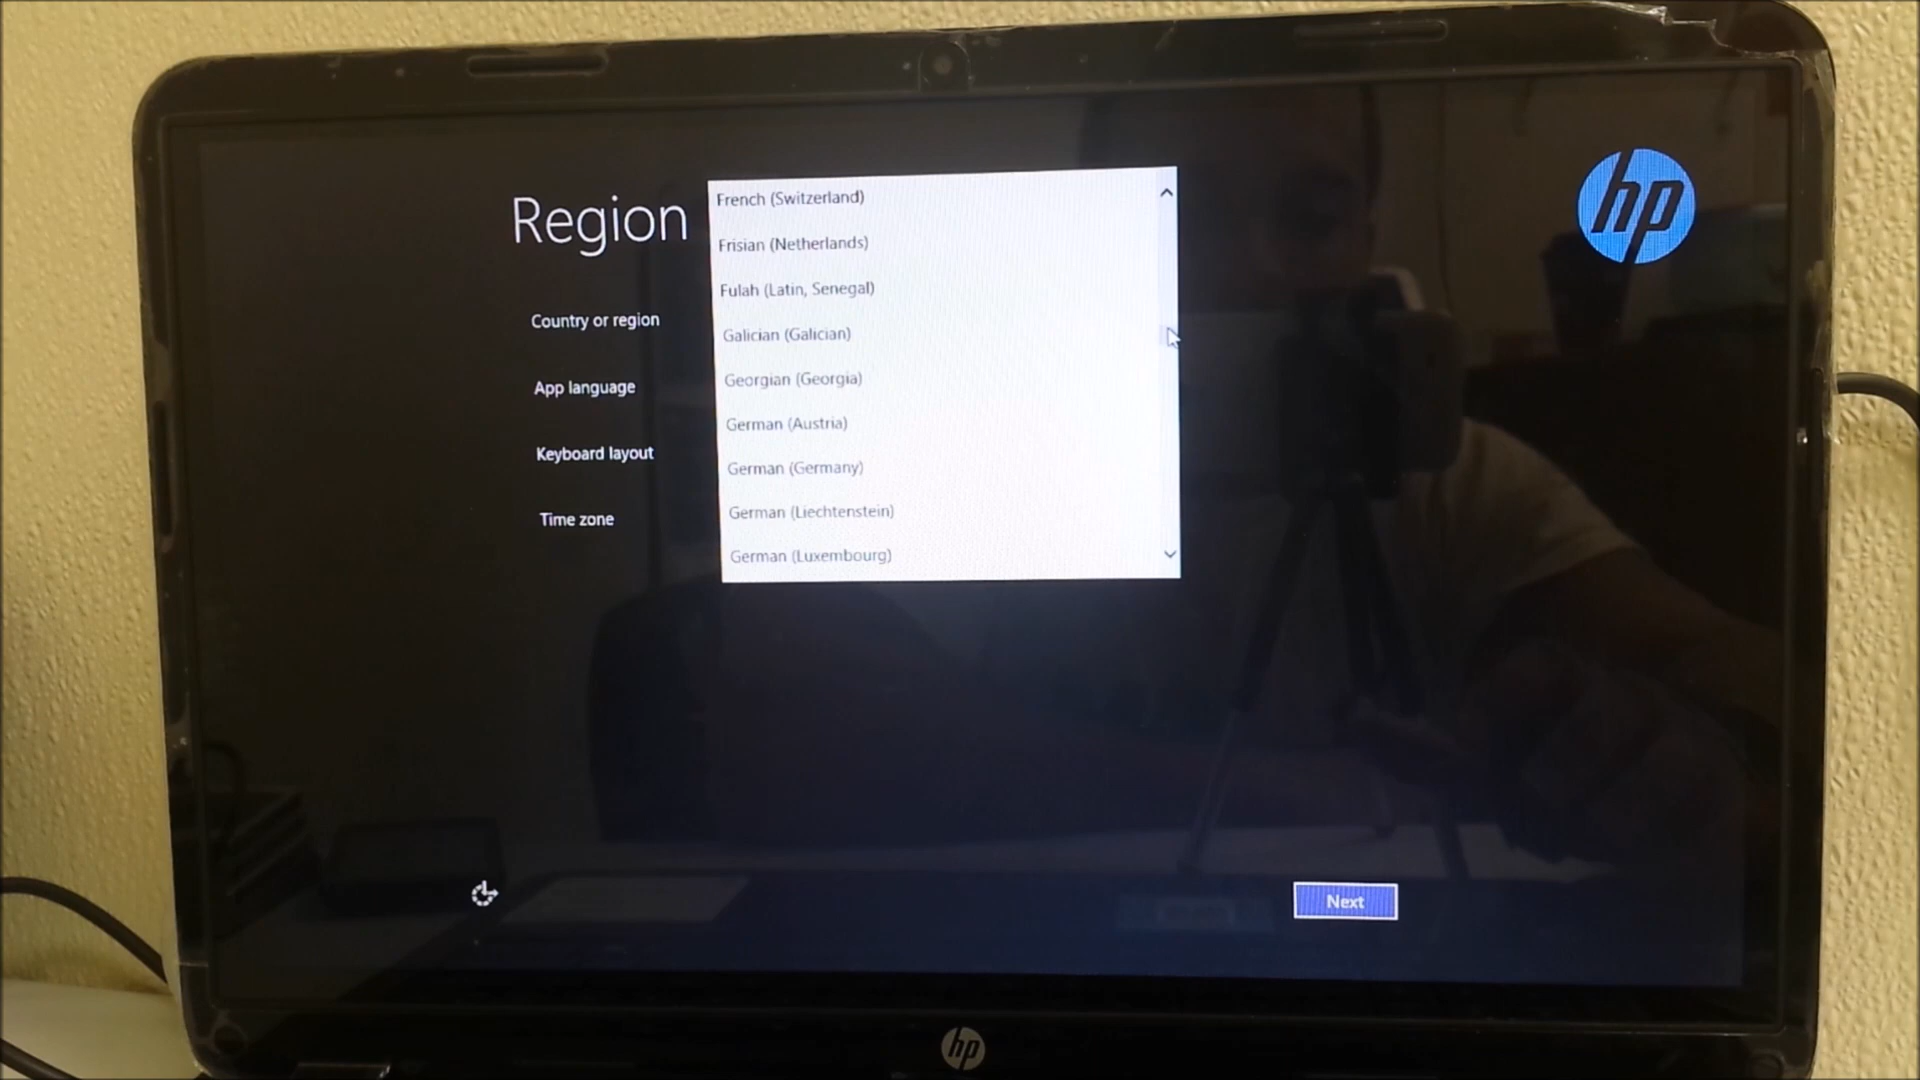 Region
French (Switzerland)
Frisian (Netherlands)
Fulah (Latin, Senegal)
Galician (Galician)
Georgian (Georgia)
German (Austria)
German (Germany)
German (Liechtenstein)
German (Luxembourg)
Country or region
App language
Keyboard layout
Time zone
hp
Next
hp